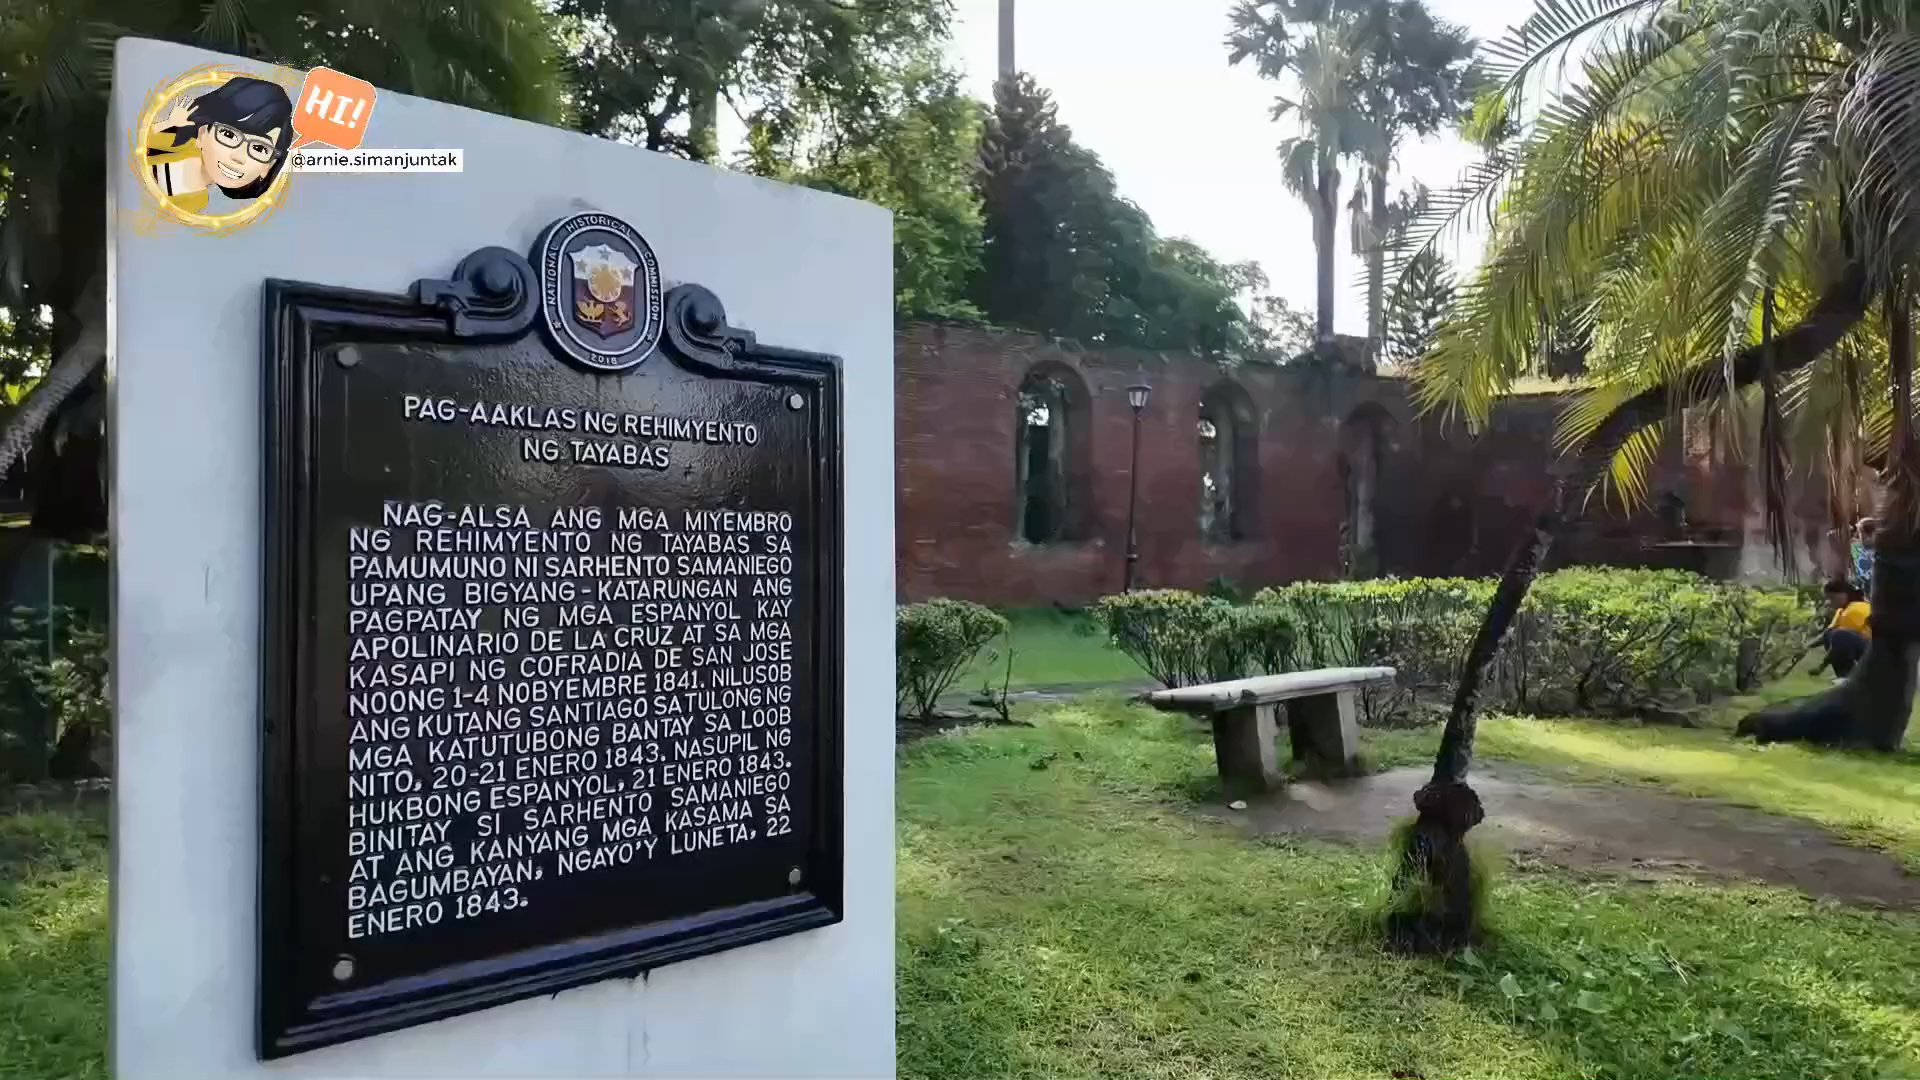 HI!
@arnie.simanjuntak
NATIONAL HISTORICAL COMMISSION
2018
PAG-AAKLAS NG REHIMYENTO
NG TAYABAS
NAG-ALSA ANG MGA MIYEMBRO
NG REHIMYENTO NG TAYABAS SA
PAMUMUNO NI SARHENTO SAMANIEGO
UPANG BIGYANG-KATARUNGAN ANG
PAGPATAY NG MGA ESPANYOL KAY
APOLINARIO DE LA CRUZ AT SA MGA
KASAPI NG COFRADIA DE SAN JOSE
NOONG 1-4 NOBYEMBRE 1841. NILUSOB
ANG KUTANG SANTIAGO SA TULONG NG
MGA KATUTUBONG BANTAY SA LOOB
NITO, 20-21 ENERO 1843. NASUPIL NG
HUKBONG ESPANYOL, 21 ENERO 1843.
BINITAY SI SARHENTO SAMANIEGO
AT ANG KANYANG MGA KASAMA SA
BAGUMBAYAN, NGAYO'Y LUNETA, 22
ENERO 1843.